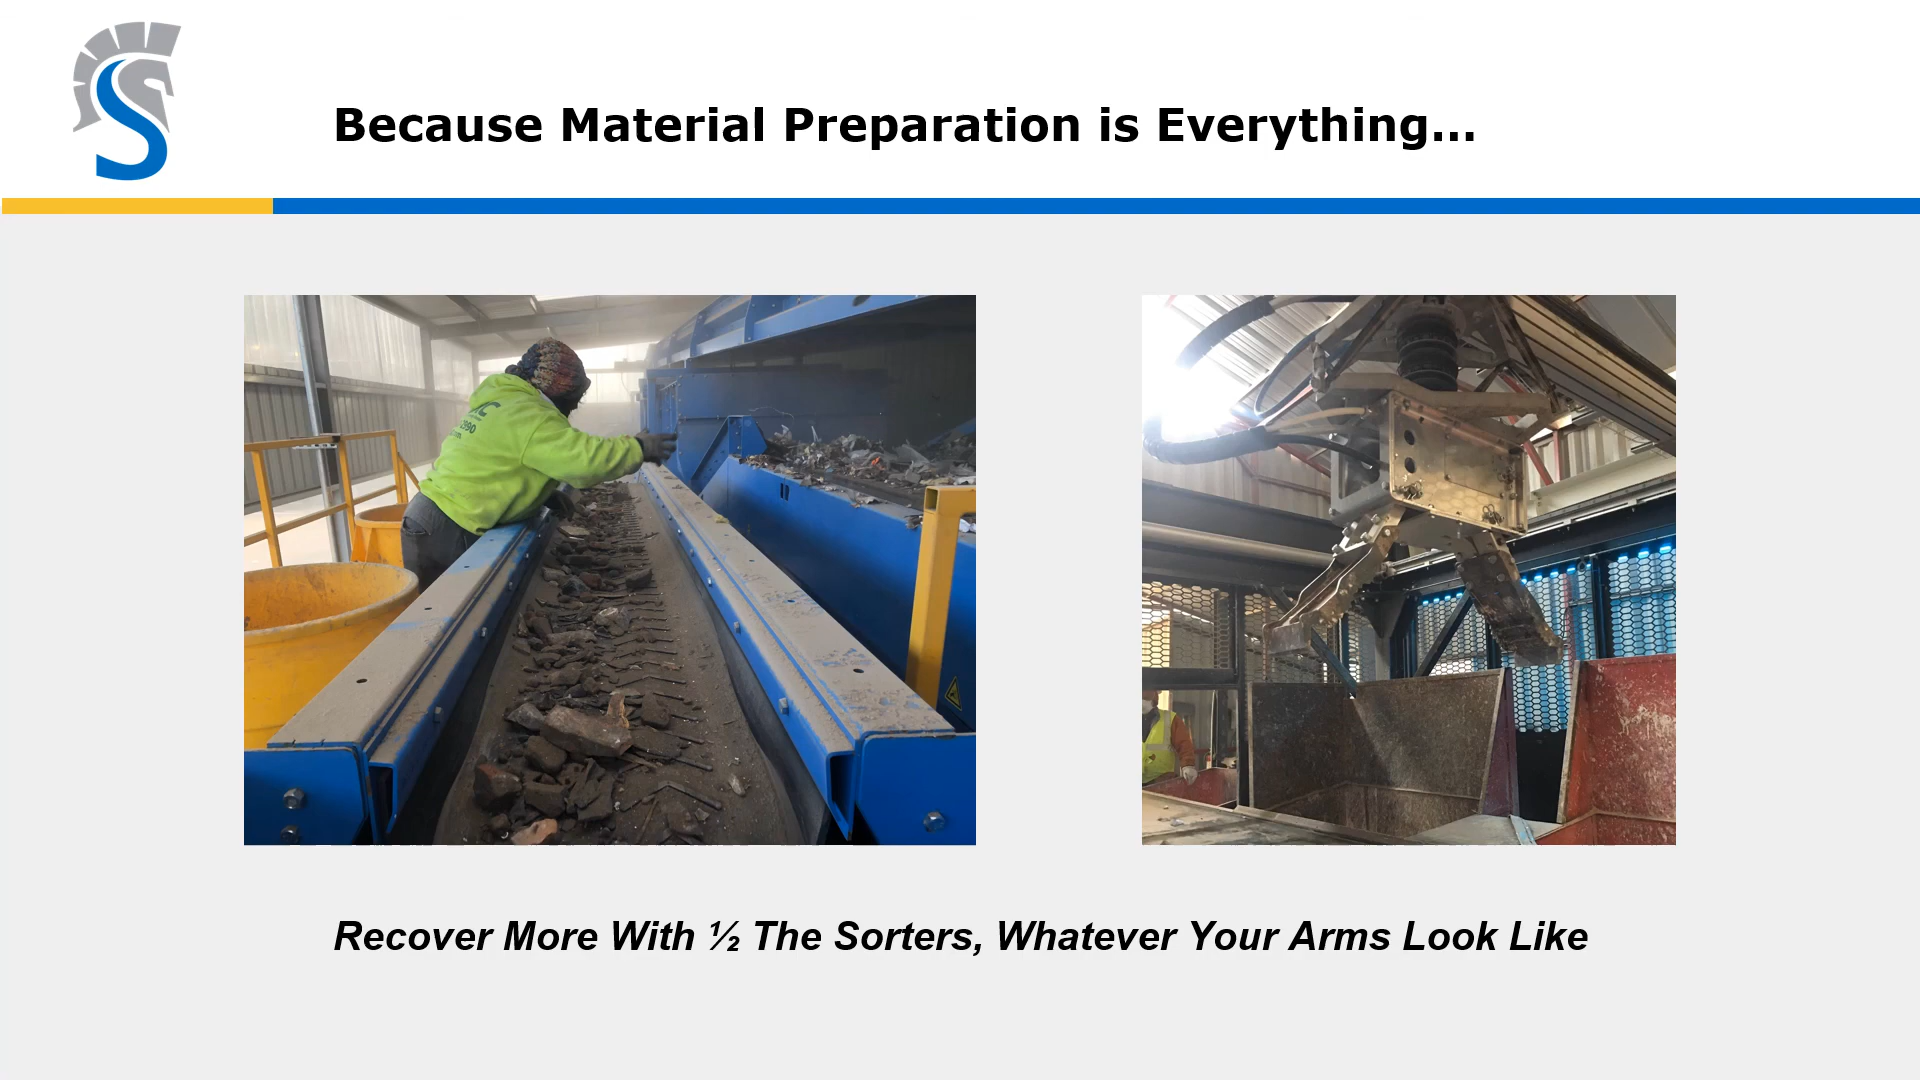 Because Material Preparation is Everything...
Recover More With ½ The Sorters, Whatever Your Arms Look Like